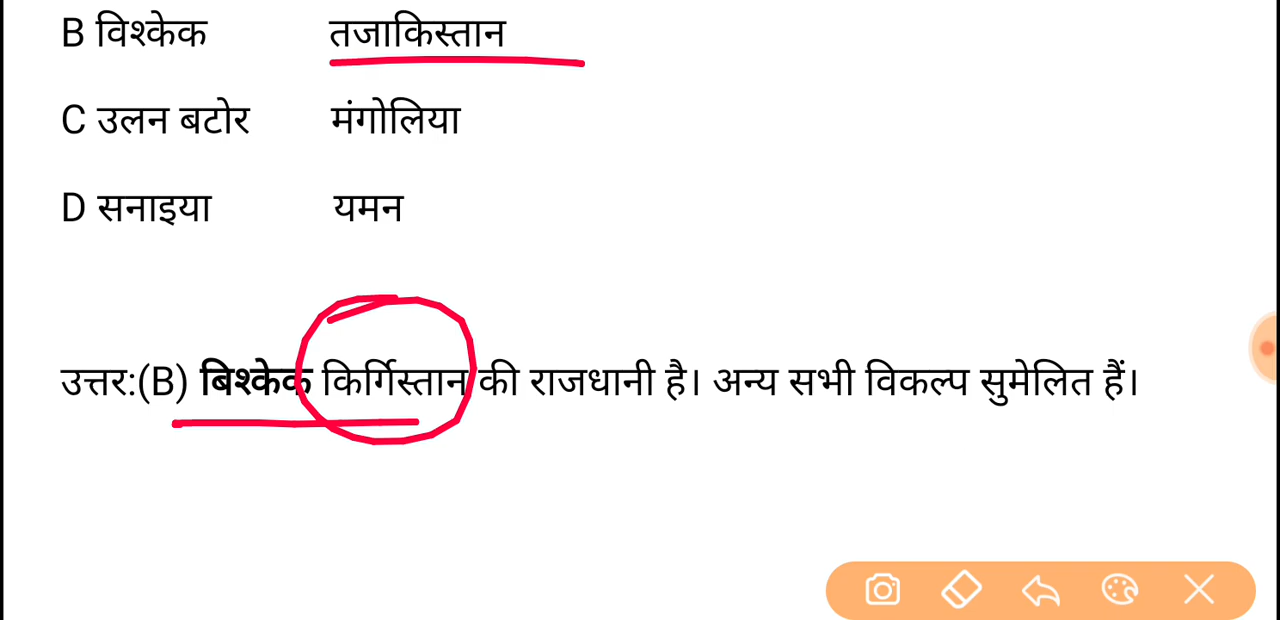 B विश्केक तजाकिस्तान
C उलन बटोर मंगोलिया
D सनाइया यमन
उत्तर:(B) बिश्केक किर्गिस्तान की राजधानी है। अन्य सभी विकल्प सुमेलित हैं।